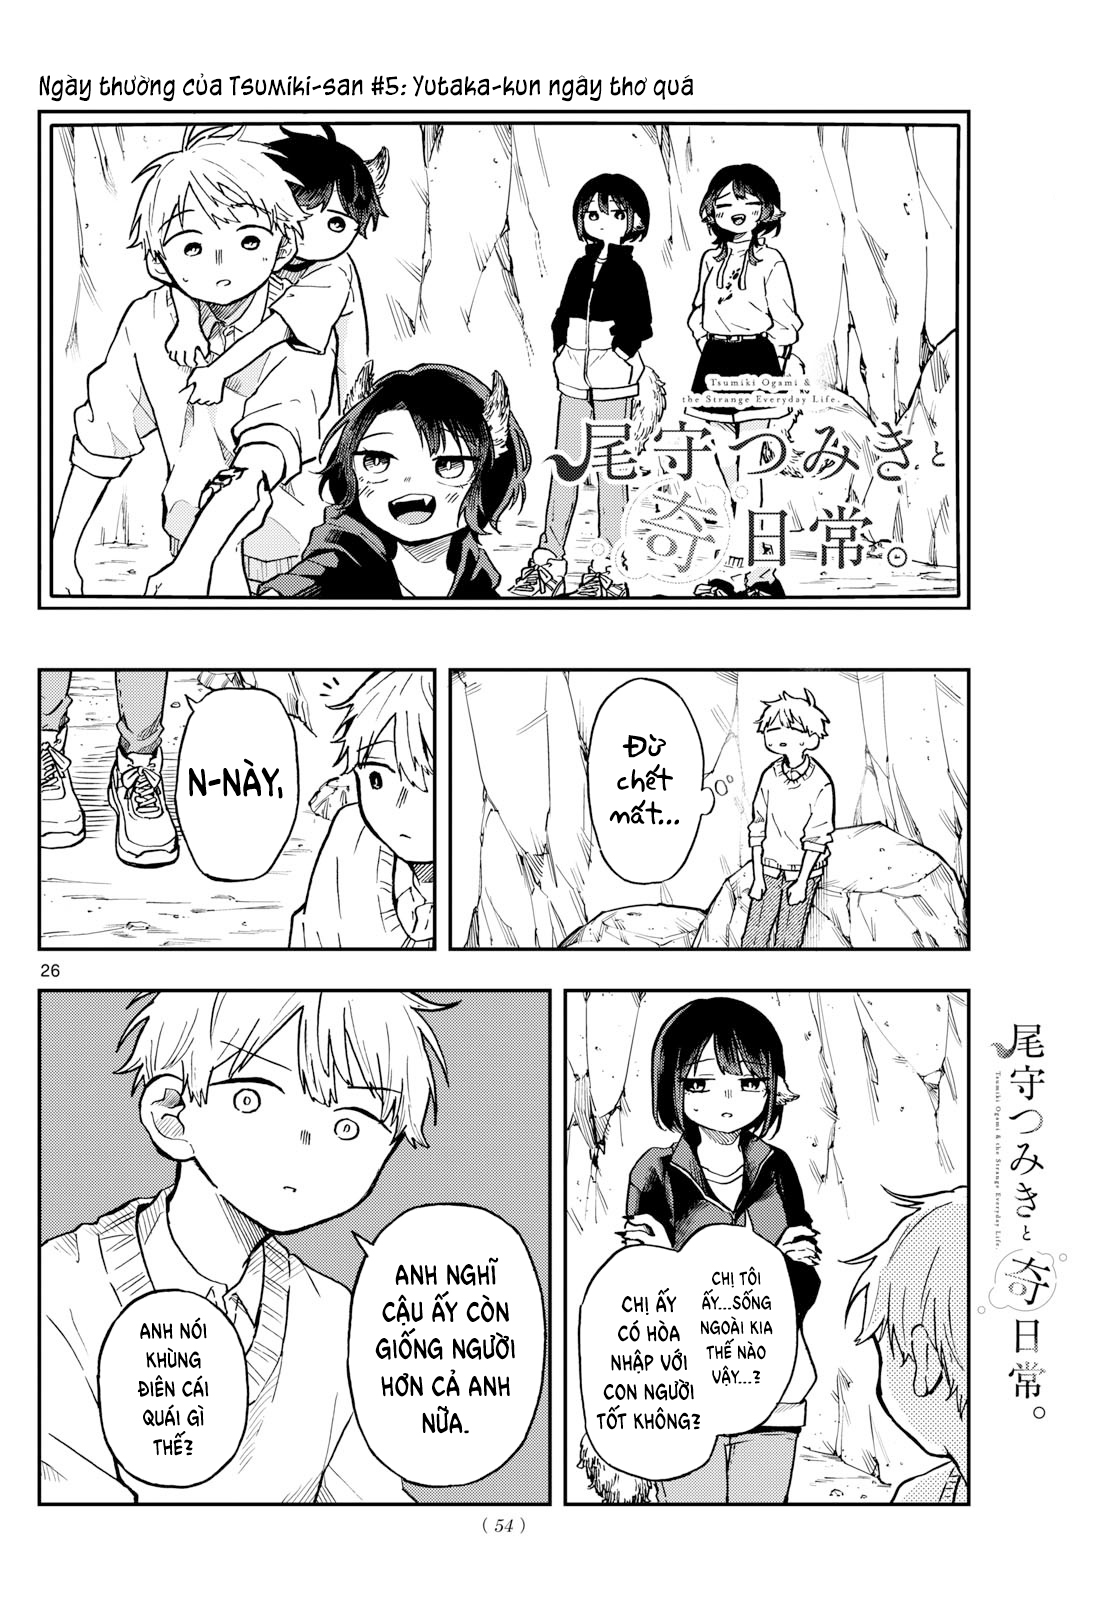 Ngày thường của Tsumiki-san #5: Yutaka-kun ngây thơ quá
Tsumiki Ogami &
the Strange Everyday Life.
尾守つみきと
奇日常。
Đừ
chết
mất...
N-NÀY,
26
CHỊ TÔI
ẤY...SỐNG
NGOÀI KIA
THẾ NÀO
VẬY...?
CHỊ ẤY
CÓ HÒA
NHẬP VỚI
CON NGƯỜI
TỐT KHÔNG?
ANH NGHĨ
CẬU ẤY CÒN
GIỐNG NGƯỜI
HƠN CẢ ANH
NỮA.
ANH NÓI
KHÙNG
ĐIÊN CÁI
QUÁI GÌ
THẾ?
尾守つみきと奇日常。
Tsumiki Ogami & the Strange Everyday Life.
( 54 )